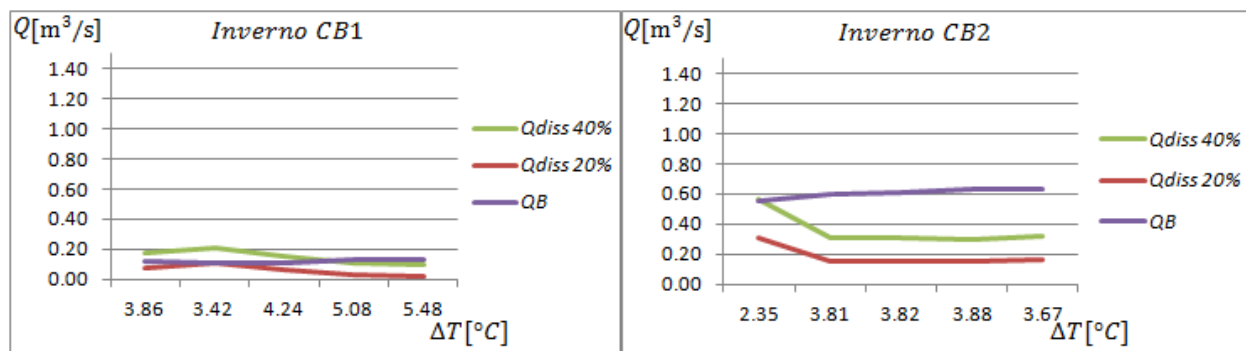 Q[m³/s]
Inverno CB1
1.40
1.20
1.00
0.80
0.60
0.40
0.20
0.00
3.86 3.42 4.24 5.08 5.48
ΔT[°C]
Qdiss 40%
Qdiss 20%
QB
Q[m³/s]
Inverno CB2
1.40
1.20
1.00
0.80
0.60
0.40
0.20
0.00
2.35 3.81 3.82 3.88 3.67
ΔT[°C]
Qdiss 40%
Qdiss 20%
QB